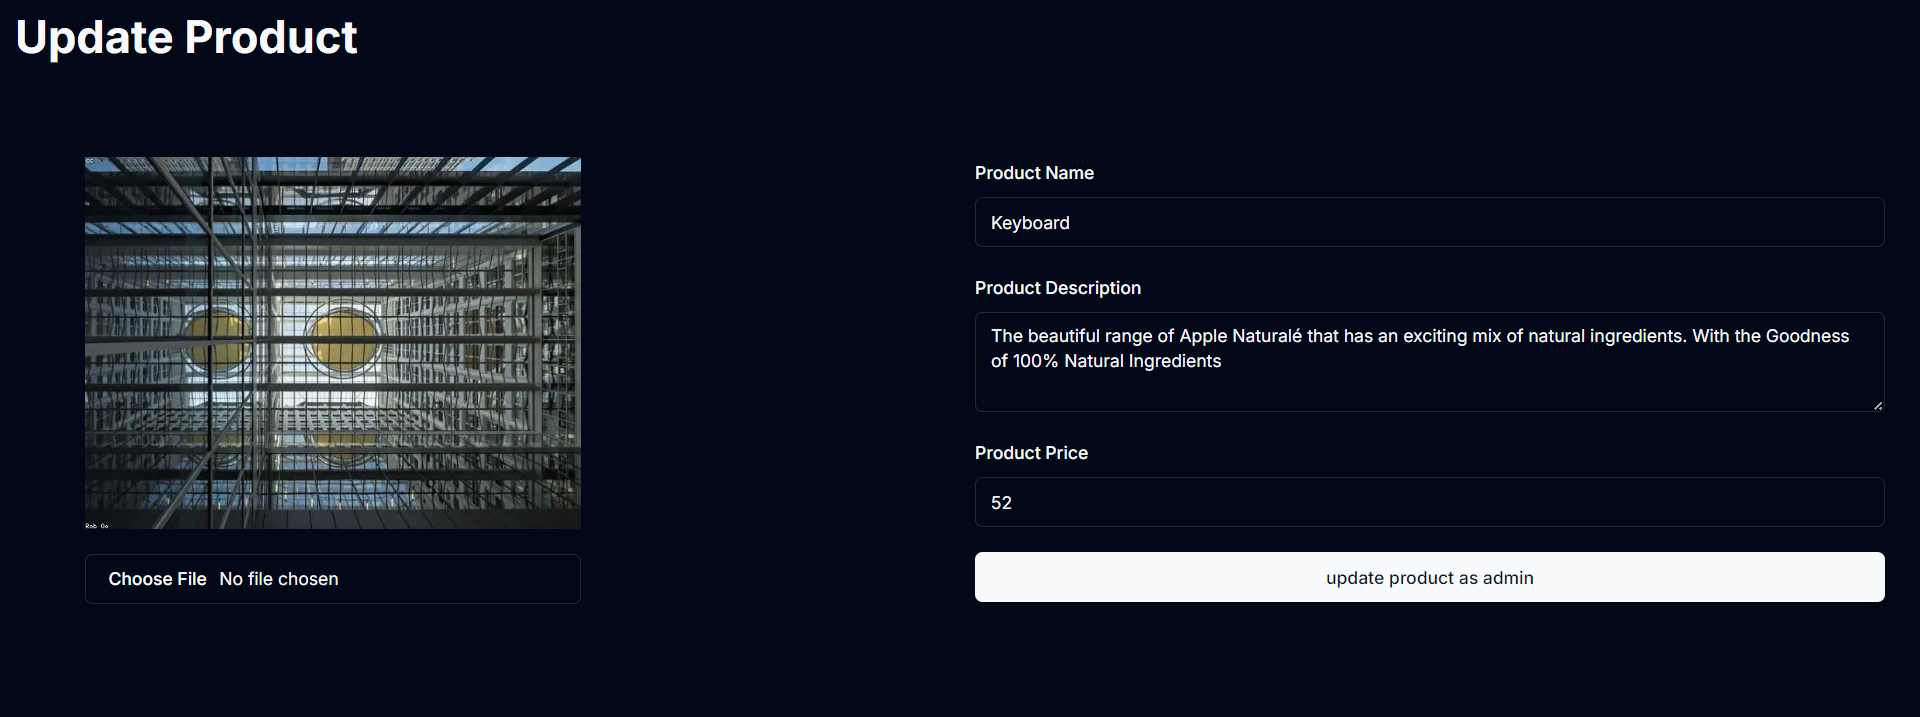 Update Product
cc
Rob Oo
Choose File No file chosen
Product Name
Keyboard
Product Description
The beautiful range of Apple Naturalé that has an exciting mix of natural ingredients. With the Goodness
of 100% Natural Ingredients
Product Price
52
update product as admin